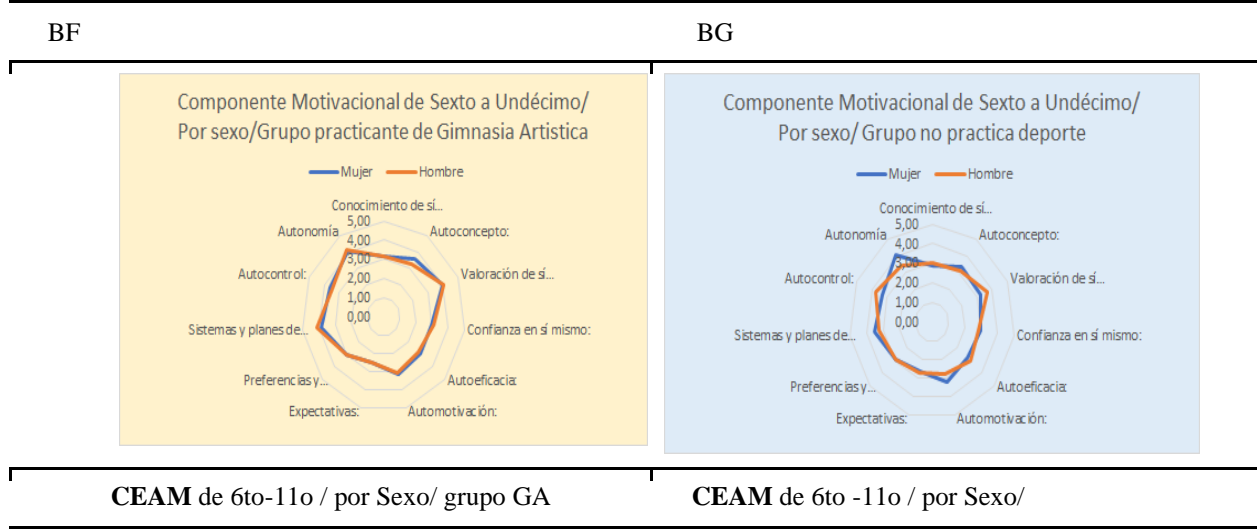 BF
BG
Componente Motivacional de Sexto a Undécimo/
Por sexo/Grupo practicante de Gimnasia Artistica
Mujer Hombre
Conocimiento de sí...
Autoconcepto:
Valoración de sí...
Confianza en sí mismo:
Autoeficacia:
Automotivación:
Expectativas:
Preferencias y...
Sistemas y planes de...
Autocontrol:
Autonomía
5,00
4,00
3,00
2,00
1,00
0,00
Componente Motivacional de Sexto a Undécimo/
Por sexo/ Grupo no practica deporte
Mujer Hombre
Conocimiento de sí...
Autoconcepto:
Valoración de sí...
Confianza en sí mismo:
Autoeficacia:
Automotivación:
Expectativas:
Preferencias y...
Sistemas y planes de...
Autocontrol:
Autonomía
5,00
4,00
3,00
2,00
1,00
0,00
CEAM de 6to-11o / por Sexo/ grupo GA
CEAM de 6to -11o / por Sexo/